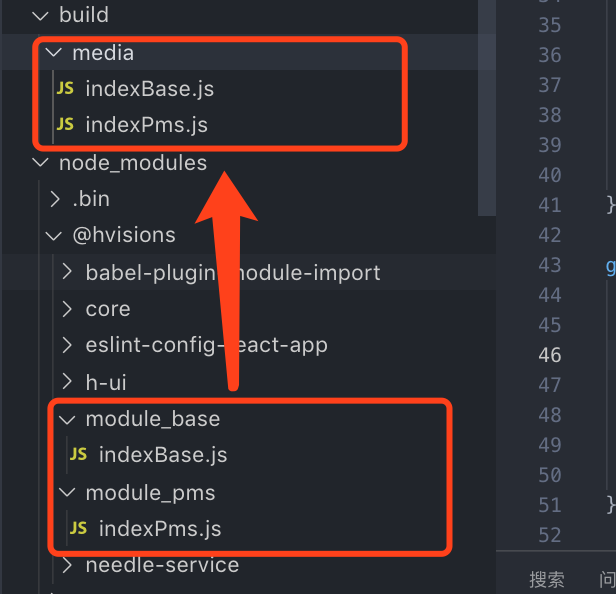 build
media
JS indexBase.js
JS indexPms.js
node_modules
.bin
@hvisions
babel-plugin-module-import
core
eslint-config-react-app
h-ui
module_base
JS indexBase.js
module_pms
JS indexPms.js
needle-service
35
36
37
38
39
40
41 }
42
43 g
44
45
46
47
48
49
50
51 }
52
搜索 问